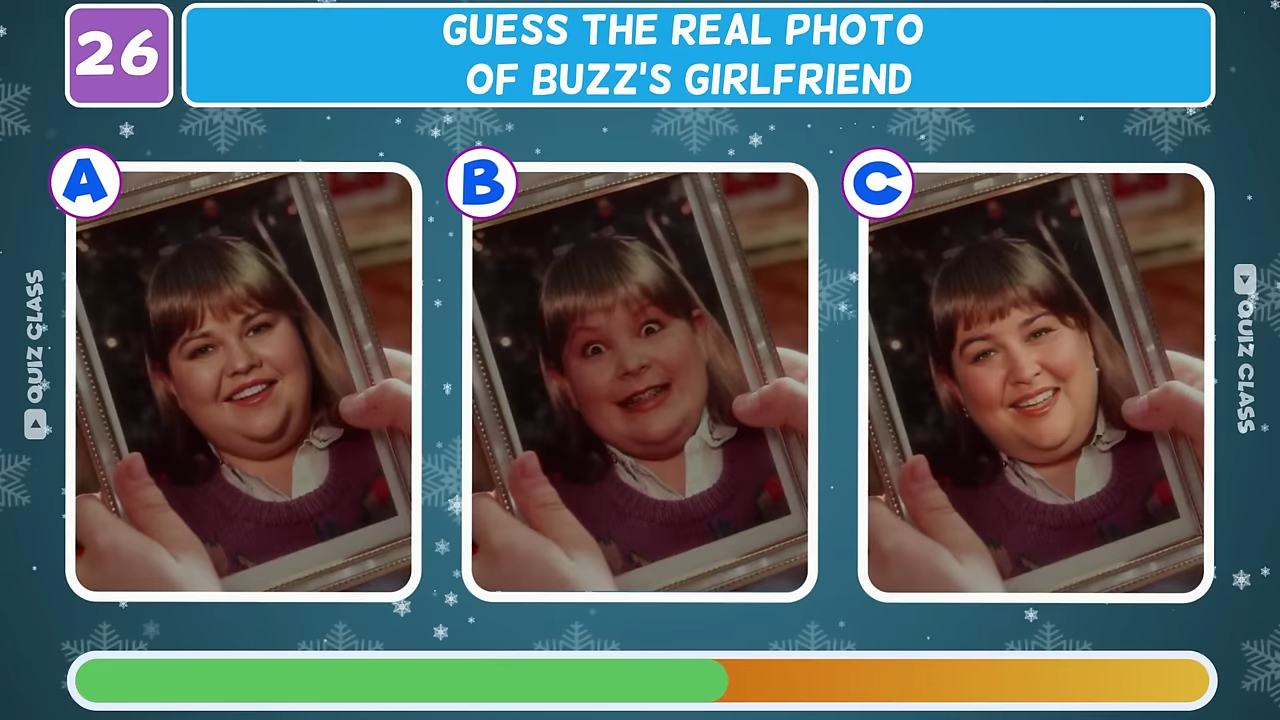 26
GUESS THE REAL PHOTO
OF BUZZ'S GIRLFRIEND
A
B
C
QUIZ CLASS
QUIZ CLASS